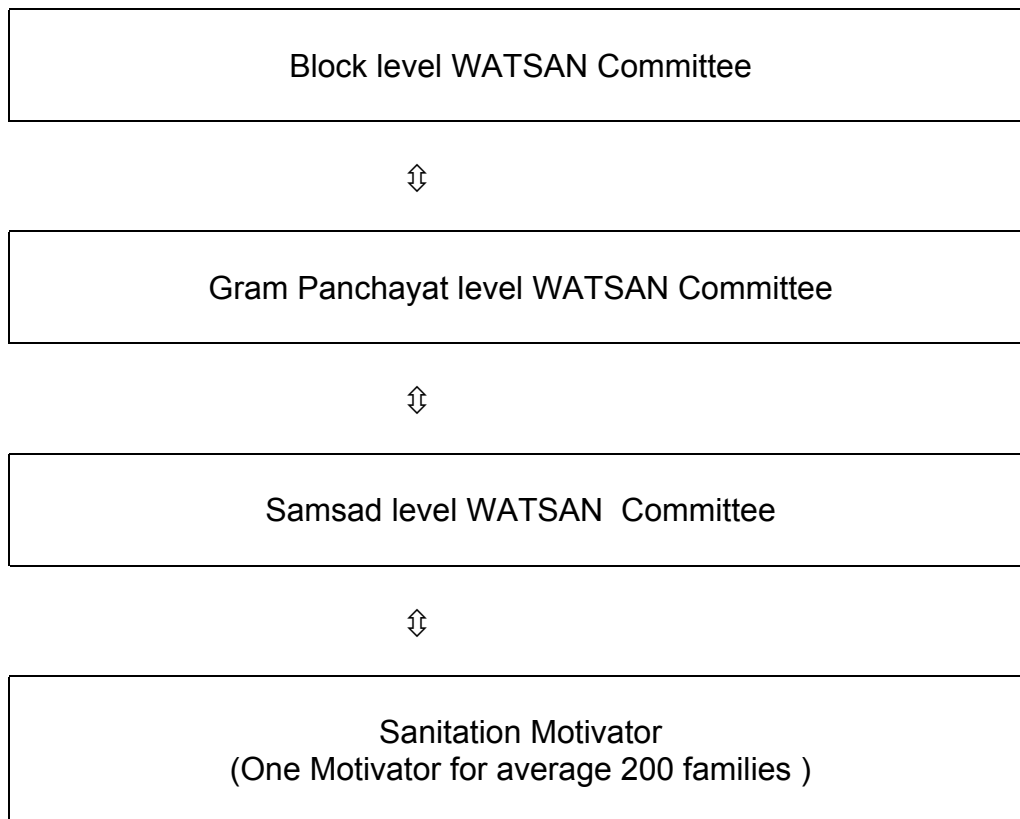 Block level WATSAN Committee
⇳
Gram Panchayat level WATSAN Committee
⇳
Samsad level WATSAN  Committee
⇳
Sanitation Motivator
(One Motivator for average 200 families )